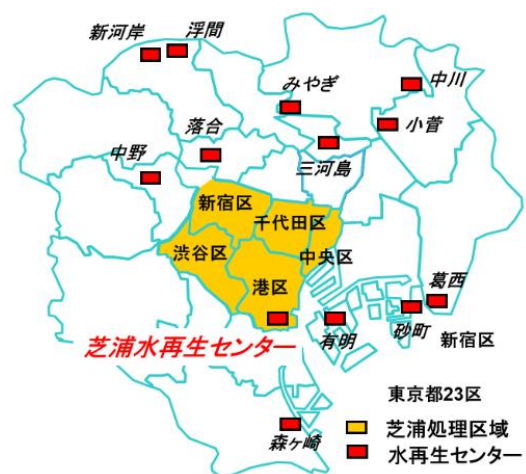 新河岸
浮間
みやぎ
中川
小菅
落合
三河島
中野
新宿区
千代田区
渋谷区
中央区
港区
葛西
芝浦水再生センター
有明
砂町
新宿区
東京都23区
芝浦処理区域
森ヶ崎
水再生センター